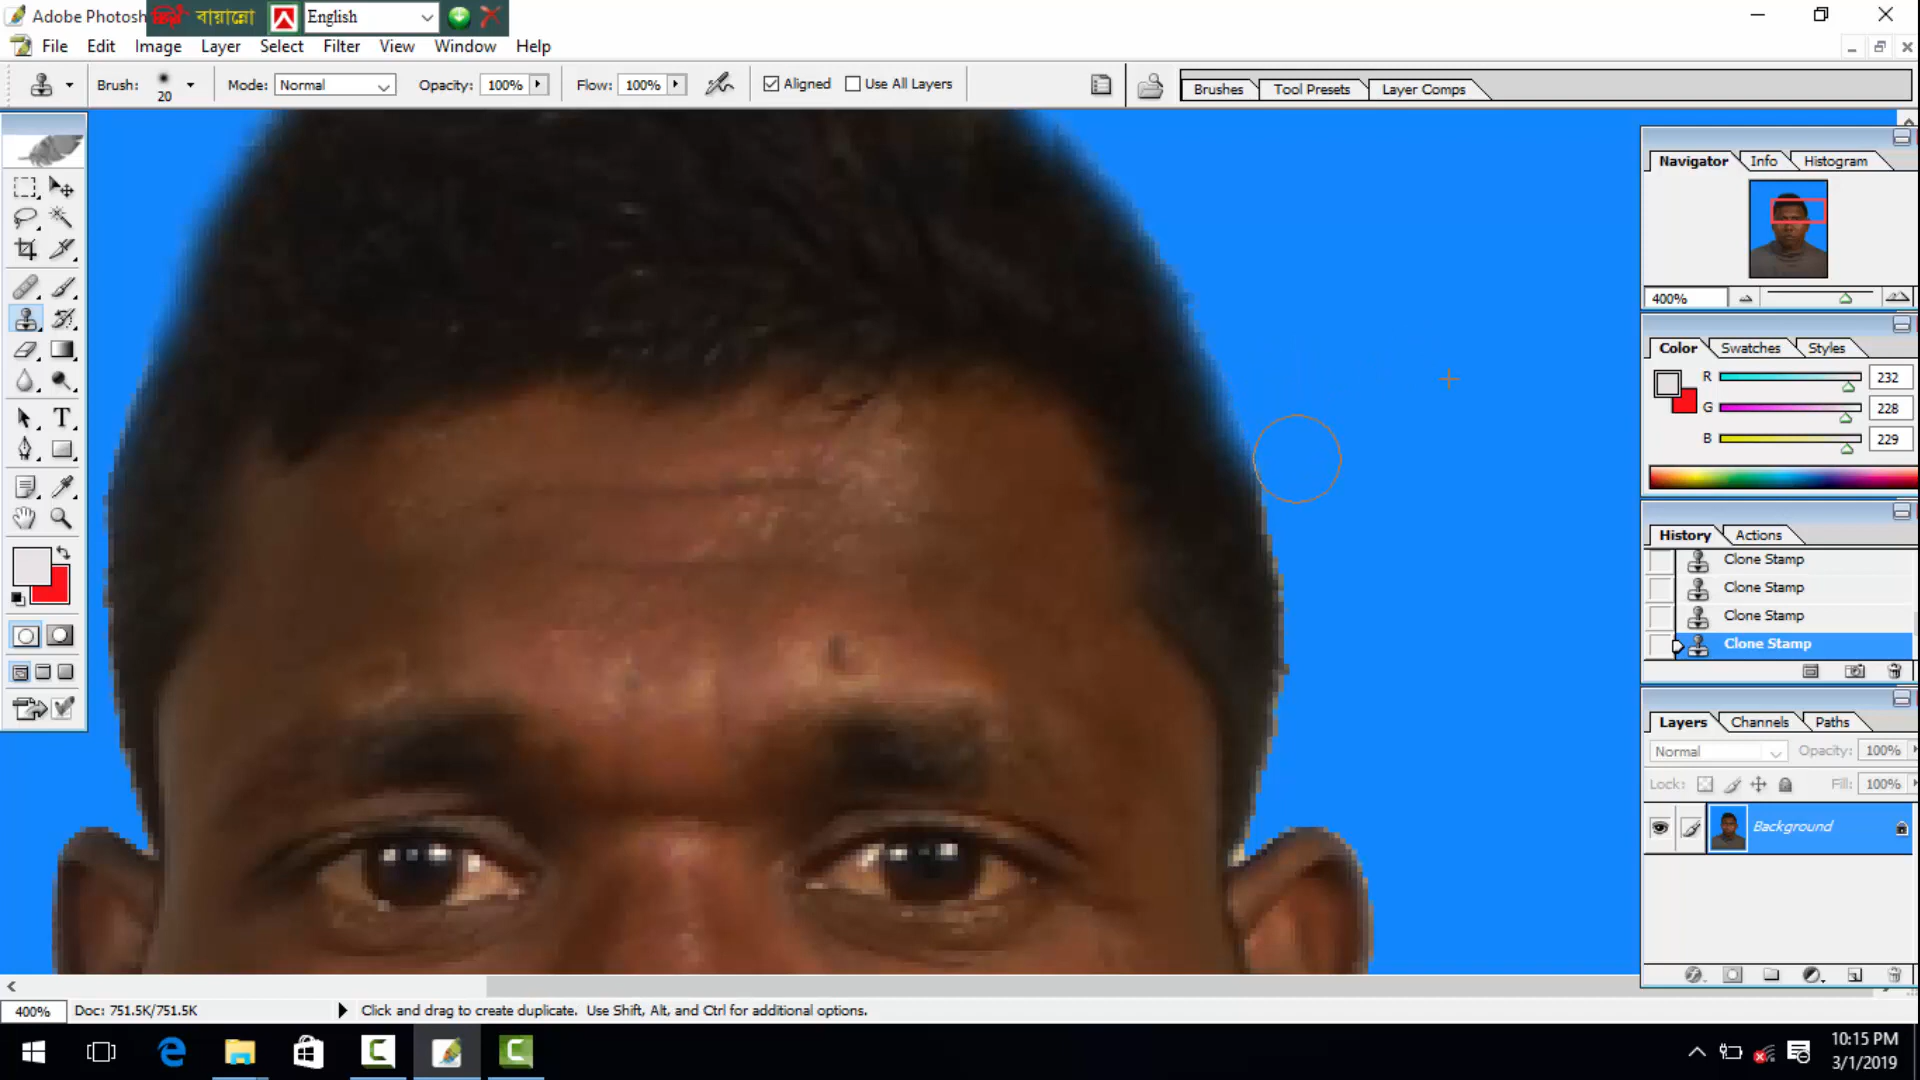 Adobe Photosh
বায়ান্নো
English
File Edit Image Layer Select Filter View Window Help
Brush: 20 Mode: Normal Opacity: 100% Flow: 100% Aligned Use All Layers Brushes Tool Presets Layer Comps
Navigator Info Histogram
400%
Color Swatches Styles
R 232
G 228
B 229
History Actions
Clone Stamp
Clone Stamp
Clone Stamp
Clone Stamp
Layers Channels Paths
Normal Opacity: 100%
Lock: Fill: 100%
Background
400% Doc: 751.5K/751.5K Click and drag to create duplicate. Use Shift, Alt, and Ctrl for additional options.
10:15 PM
3/1/2019